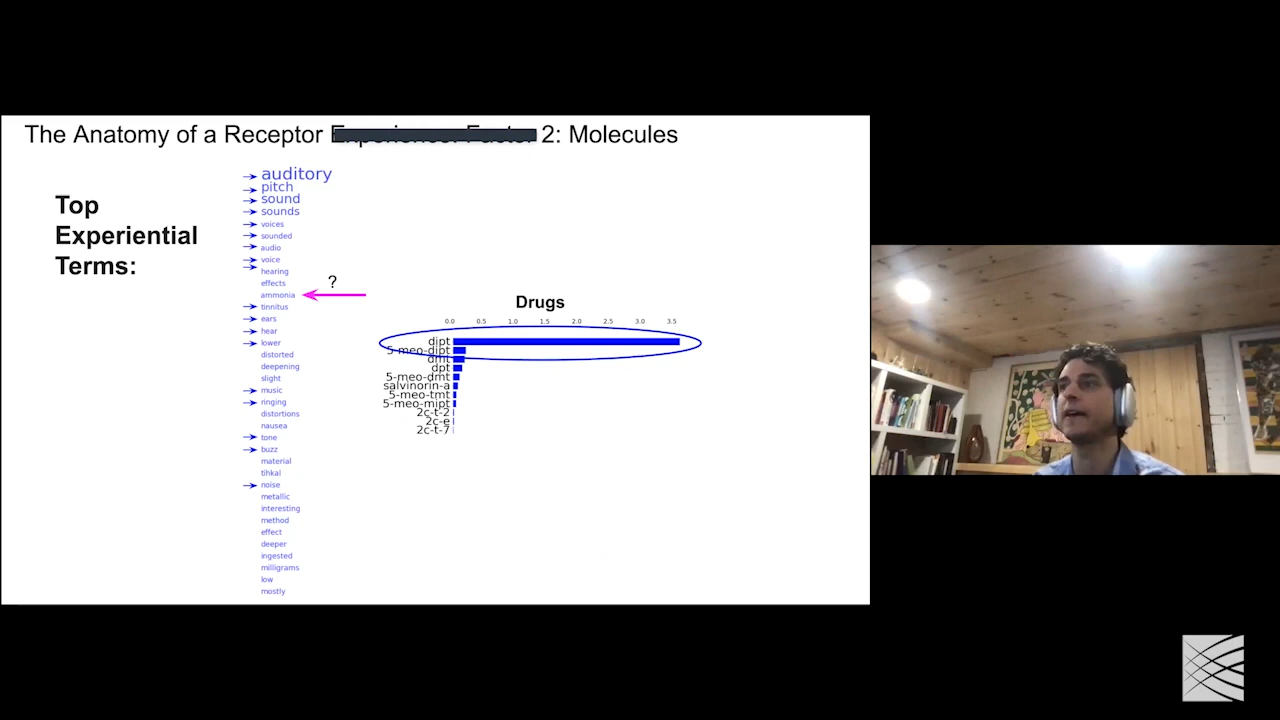 The Anatomy of a Receptor Experience: Factor 2: Molecules
Top
Experiential
Terms:
auditory
pitch
sound
sounds
voices
sounded
audio
voice
hearing
effects
ammonia
?
tinnitus
ears
hear
lower
distorted
deepening
slight
music
ringing
distortions
nausea
tone
buzz
material
tihkal
noise
metallic
interesting
method
effect
deeper
ingested
milligrams
low
mostly
Drugs
0.0 0.5 1.0 1.5 2.0 2.5 3.0 3.5
dipt
5-meo-dipt
dmt
dpt
5-meo-dmt
salvinorin-a
5-meo-tmt
5-meo-mipt
2c-t-2
2c-e
2c-t-7